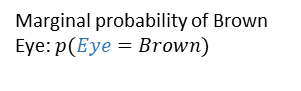 Marginal probability of Brown
Eye: p(Eye = Brown)